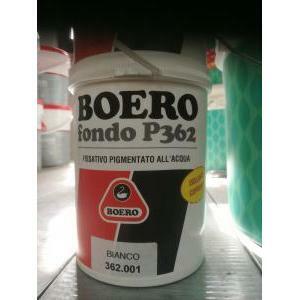 BOERO
fondo P362
FISSATIVO PIGMENTATO ALL'ACQUA
BOERO
BIANCO
362.001